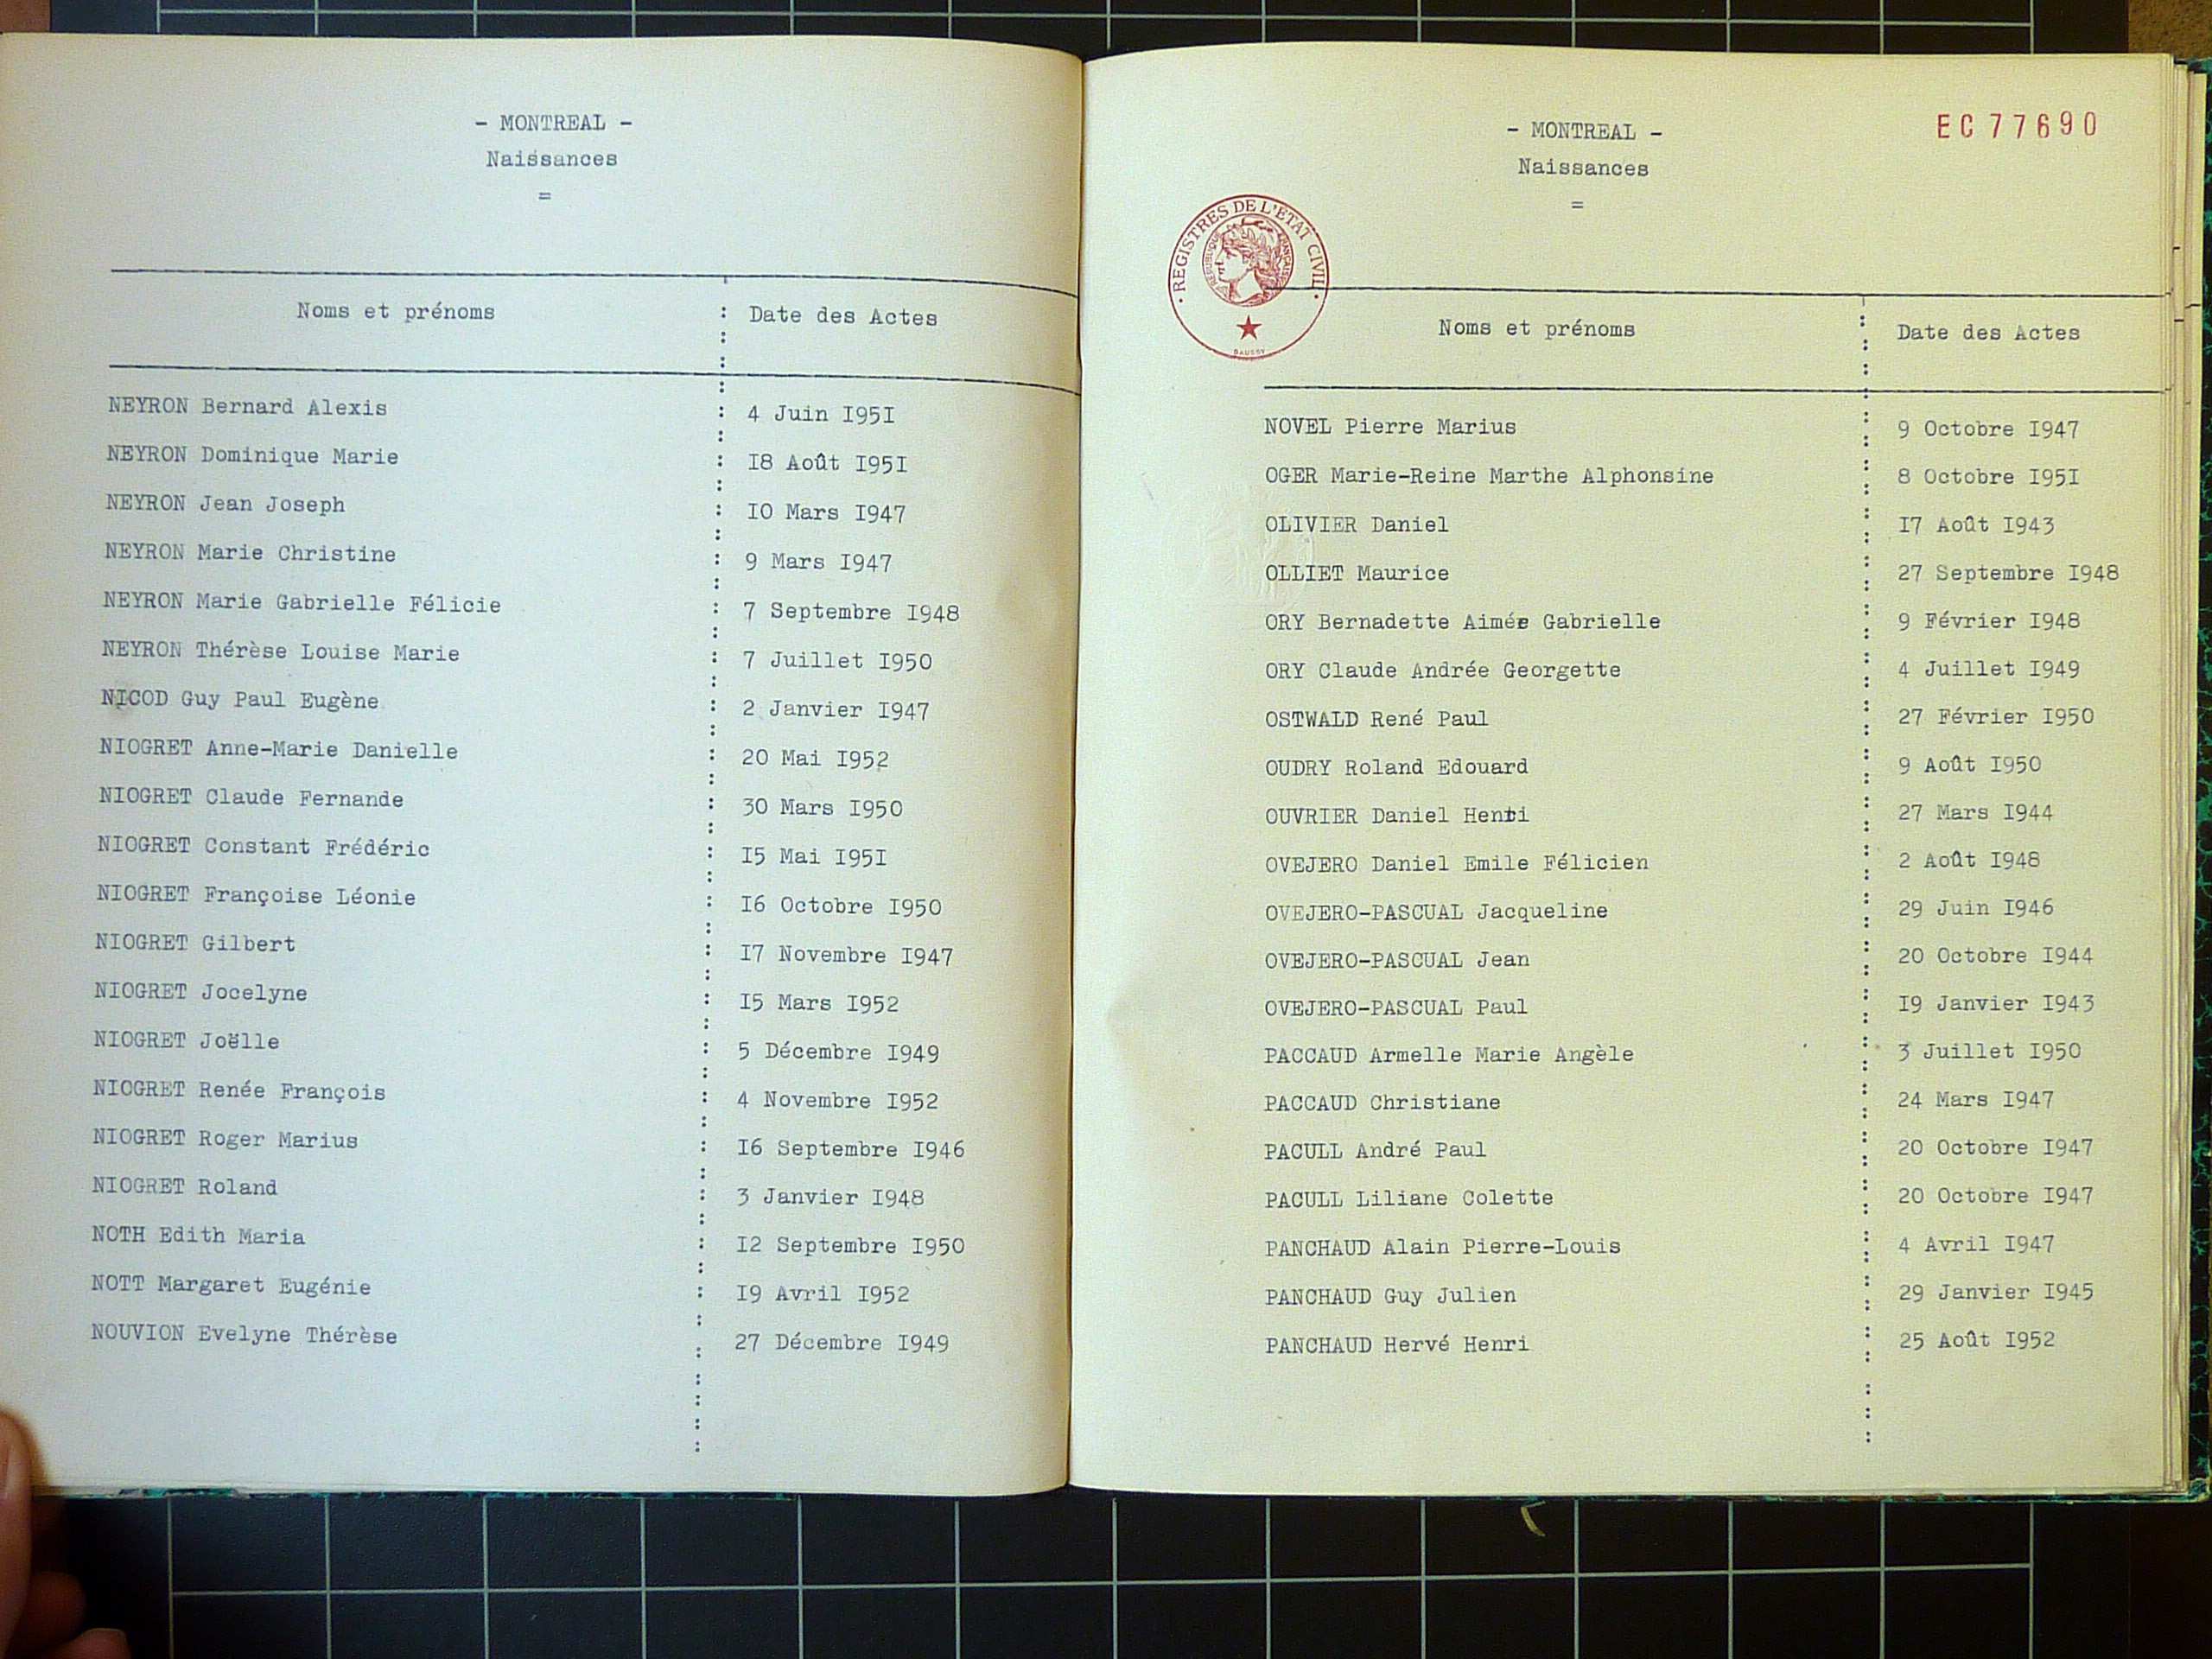 - MONTREAL -
Naissances
=
Noms et prénoms : Date des Actes
NEYRON Bernard Alexis : 4 Juin I95I
NEYRON Dominique Marie : I8 Août I95I
NEYRON Jean Joseph : IO Mars I947
NEYRON Marie Christine : 9 Mars I947
NEYRON Marie Gabrielle Félicie : 7 Septembre I948
NEYRON Thérèse Louise Marie : 7 Juillet I950
NICOD Guy Paul Eugène : 2 Janvier I947
NIOGRET Anne-Marie Danielle : 20 Mai I952
NIOGRET Claude Fernande : 30 Mars I950
NIOGRET Constant Frédéric : I5 Mai I95I
NIOGRET Françoise Léonie : I6 Octobre I950
NIOGRET Gilbert : I7 Novembre I947
NIOGRET Jocelyne : I5 Mars I952
NIOGRET Joëlle : 5 Décembre I949
NIOGRET Renée François : 4 Novembre I952
NIOGRET Roger Marius : I6 Septembre I946
NIOGRET Roland : 3 Janvier I948
NOTH Edith Maria : I2 Septembre I950
NOTT Margaret Eugénie : I9 Avril I952
NOUVION Evelyne Thérèse : 27 Décembre I949
- MONTREAL -
Naissances
=
EC 77690
REGISTRES DE L'ETAT CIVIL
REPUBLIQUE FRANCAISE
Noms et prénoms : Date des Actes
NOVEL Pierre Marius : 9 Octobre I947
OGER Marie-Reine Marthe Alphonsine : 8 Octobre I95I
OLIVIER Daniel : I7 Août I943
OLLIET Maurice : 27 Septembre I948
ORY Bernadette Aimée Gabrielle : 9 Février I948
ORY Claude Andrée Georgette : 4 Juillet I949
OSTWALD René Paul : 27 Février I950
OUDRY Roland Edouard : 9 Août I950
OUVRIER Daniel Henri : 27 Mars I944
OVEJERO Daniel Emile Félicien : 2 Août I948
OVEJERO-PASCUAL Jacqueline : 29 Juin I946
OVEJERO-PASCUAL Jean : 20 Octobre I944
OVEJERO-PASCUAL Paul : I9 Janvier I943
PACCAUD Armelle Marie Angèle : 3 Juillet I950
PACCAUD Christiane : 24 Mars I947
PACULL André Paul : 20 Octobre I947
PACULL Liliane Colette : 20 Octobre I947
PANCHAUD Alain Pierre-Louis : 4 Avril I947
PANCHAUD Guy Julien : 29 Janvier I945
PANCHAUD Hervé Henri : 25 Août I952